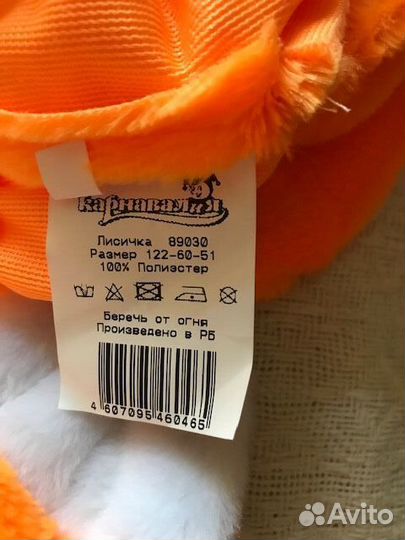 Карнавалия
Лисичка 89030
Размер 122-60-51
100% Полиэстер
Беречь от огня
Произведено в РБ
4 607095 460465
Avito